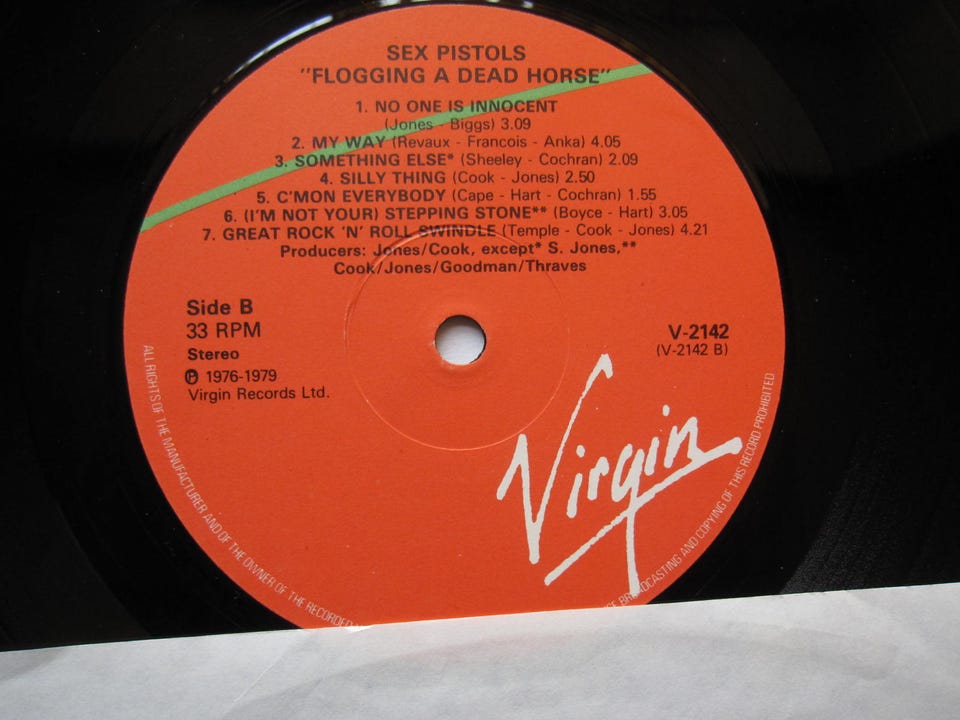 SEX PISTOLS
"FLOGGING A DEAD HORSE"
1. NO ONE IS INNOCENT
(Jones - Biggs) 3.09
2. MY WAY (Revaux - Francois - Anka) 4.05
3. SOMETHING ELSE* (Sheeley - Cochran) 2.09
4. SILLY THING (Cook - Jones) 2.50
5. C'MON EVERYBODY (Cape - Hart - Cochran) 1.55
6. (I'M NOT YOUR) STEPPING STONE** (Boyce - Hart) 3.05
7. GREAT ROCK 'N' ROLL SWINDLE (Temple - Cook - Jones) 4.21
Producers: Jones/Cook, except* S. Jones,**
Cook/Jones/Goodman/Thraves
Side B
33 RPM
Stereo
℗ 1976-1979
Virgin Records Ltd.
V-2142
(V-2142 B)
Virgin
ALL RIGHTS OF THE MANUFACTURER AND OF THE OWNER OF THE RECORDED
BROADCASTING AND COPYING OF THIS RECORD PROHIBITED